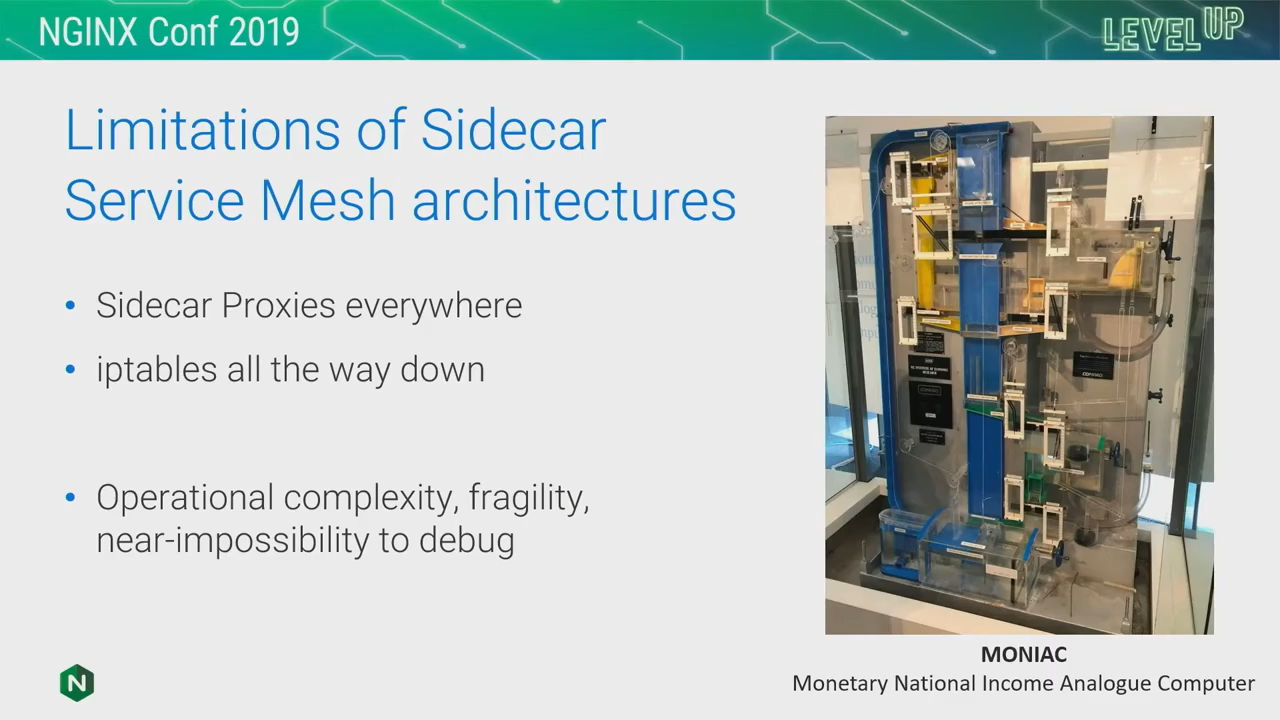 NGINX Conf 2019
LEVEL UP
Limitations of Sidecar
Service Mesh architectures
• Sidecar Proxies everywhere
• iptables all the way down
• Operational complexity, fragility,
near-impossibility to debug
MONIAC
Monetary National Income Analogue Computer
N